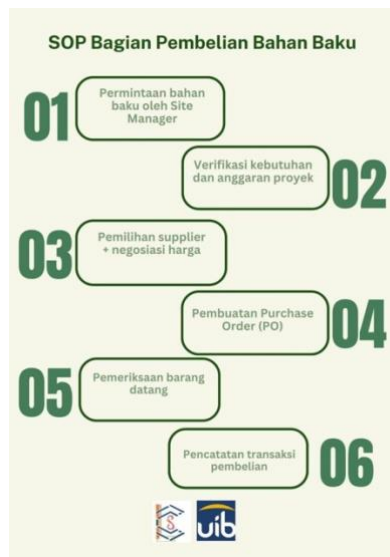 SOP Bagian Pembelian Bahan Baku
01
Permintaan bahan
baku oleh Site
Manager
Verifikasi kebutuhan
dan anggaran proyek
02
03
Pemilihan supplier
+ negosiasi harga
Pembuatan Purchase
Order (PO)
04
05
Pemeriksaan barang
datang
Pencatatan transaksi
pembelian
06
uib